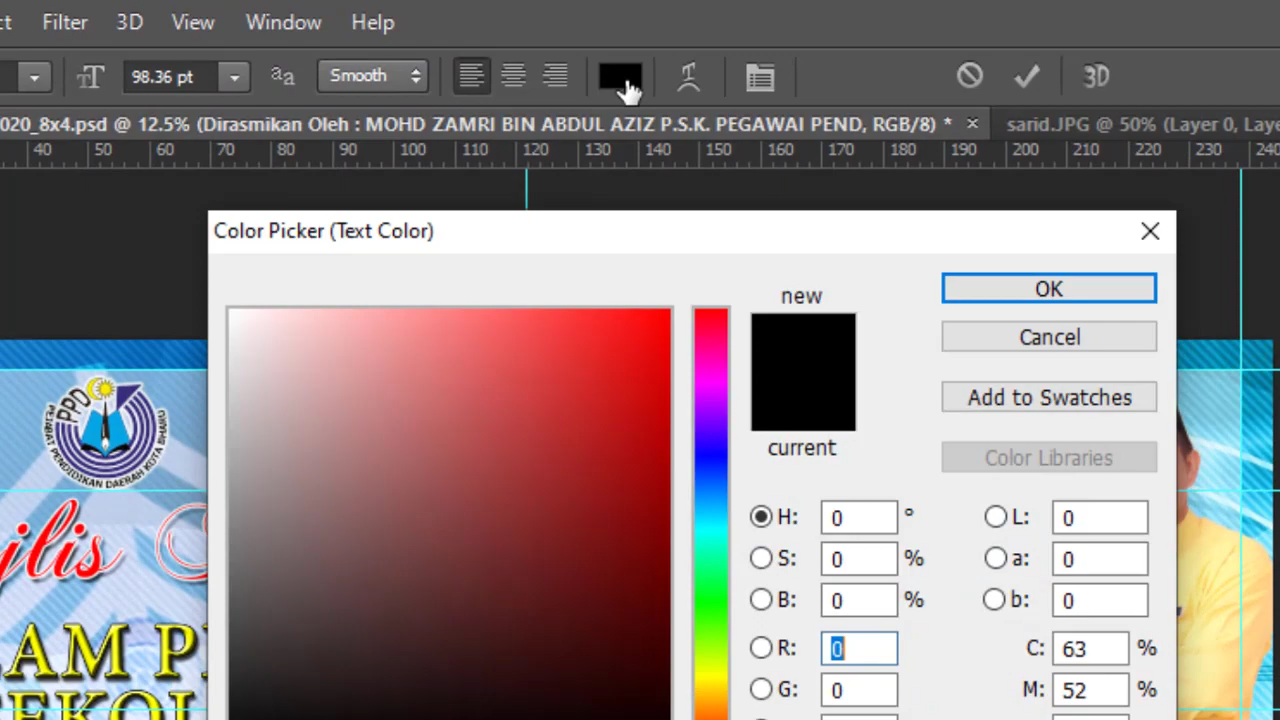 ct Filter 3D View Window Help
98.36 pt aa Smooth 3D
020_8x4.psd @ 12.5% (Dirasmikan Oleh : MOHD ZAMRI BIN ABDUL AZIZ P.S.K. PEGAWAI PEND, RGB/8) * × sarid.JPG @ 50% (Layer 0, Laye
40 50 60 70 80 90 100 110 120 130 140 150 160 170 180 190 200 210 220 230 240
Color Picker (Text Color)
new
OK
Cancel
Add to Swatches
current
Color Libraries
H: 0 ° L: 0
S: 0 % a: 0
B: 0 % b: 0
R: 0 C: 63 %
G: 0 M: 52 %
PPD
PEJABAT PENDIDIKAN DAERAH KOTA BHARU
jlis
AM P
SEKOL